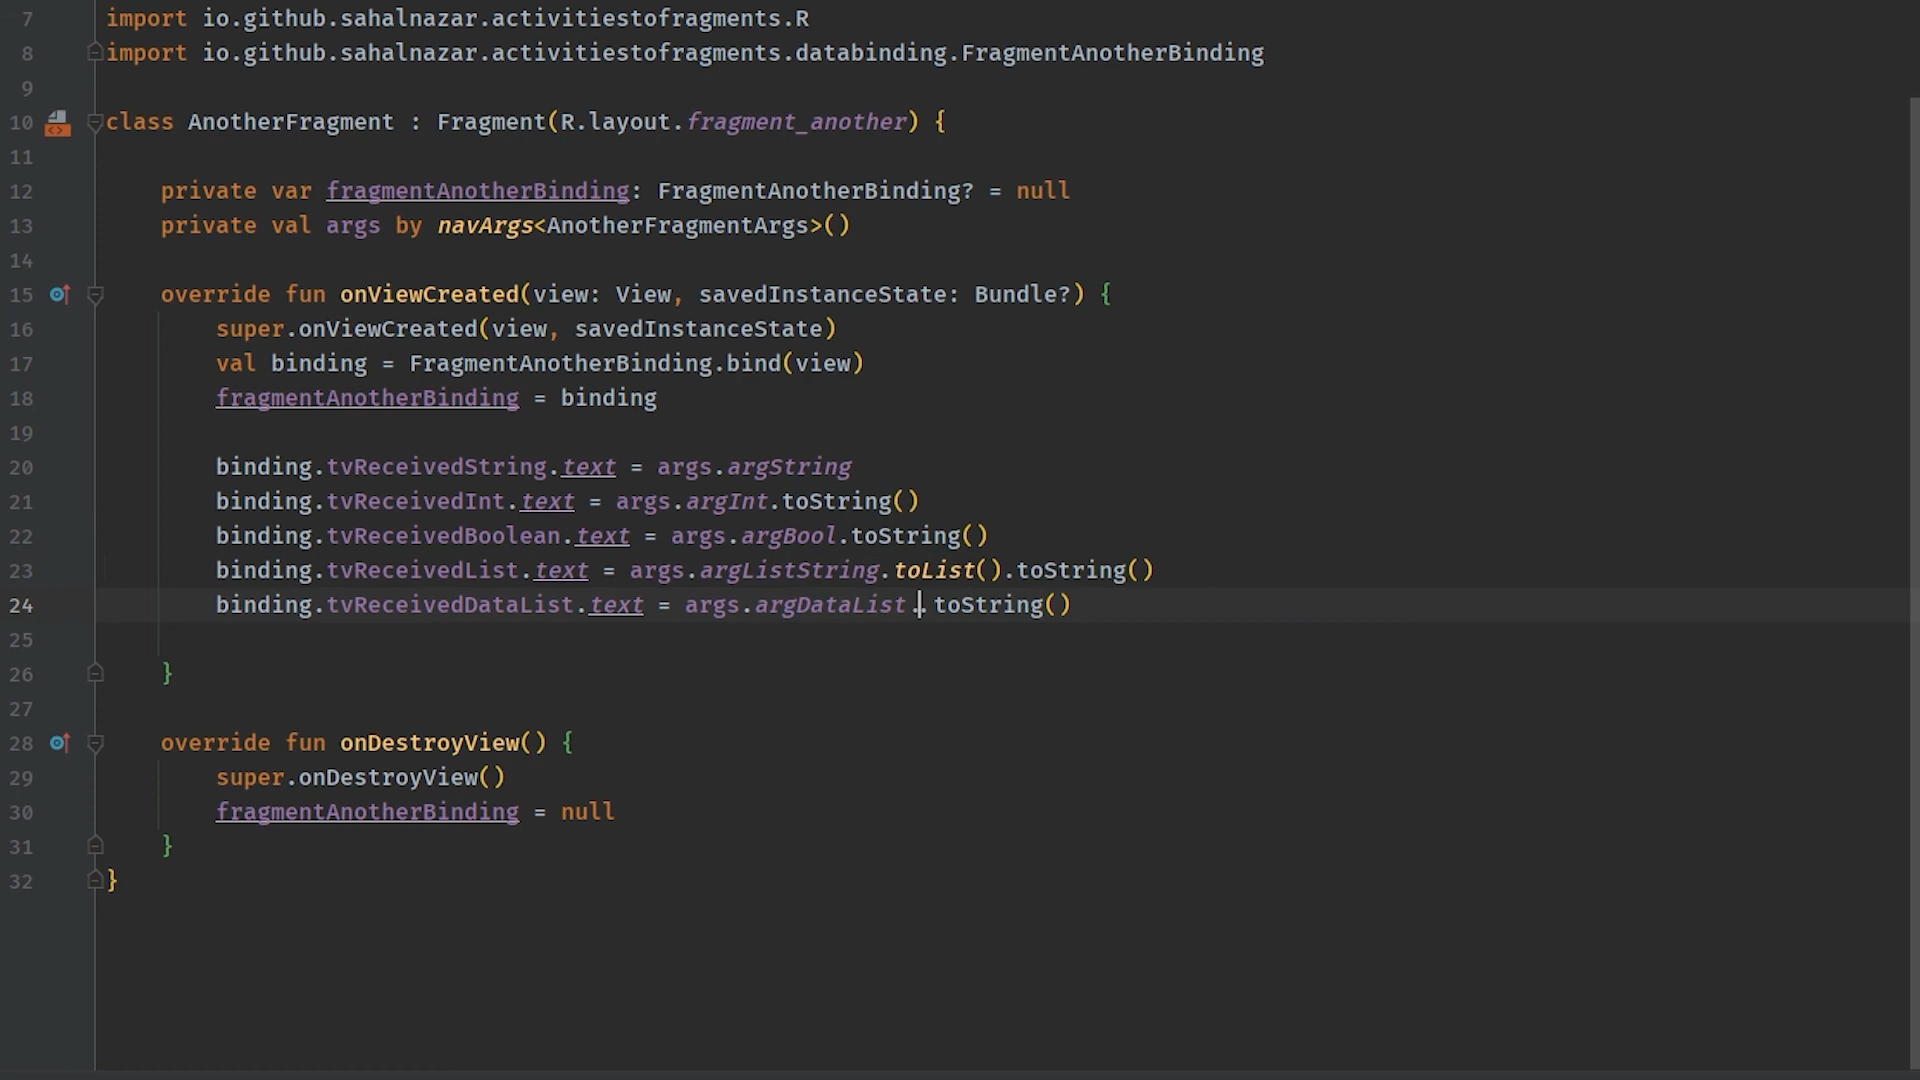 7 import io.github.sahalnazar.activitiestofragments.R
8 import io.github.sahalnazar.activitiestofragments.databinding.FragmentAnotherBinding
9
10 class AnotherFragment : Fragment(R.layout.fragment_another) {
11
12 private var fragmentAnotherBinding: FragmentAnotherBinding? = null
13 private val args by navArgs<AnotherFragmentArgs>()
14
15 override fun onViewCreated(view: View, savedInstanceState: Bundle?) {
16 super.onViewCreated(view, savedInstanceState)
17 val binding = FragmentAnotherBinding.bind(view)
18 fragmentAnotherBinding = binding
19
20 binding.tvReceivedString.text = args.argString
21 binding.tvReceivedInt.text = args.argInt.toString()
22 binding.tvReceivedBoolean.text = args.argBool.toString()
23 binding.tvReceivedList.text = args.argListString.toList().toString()
24 binding.tvReceivedDataList.text = args.argDataList..toString()
25
26 }
27
28 override fun onDestroyView() {
29 super.onDestroyView()
30 fragmentAnotherBinding = null
31 }
32 }